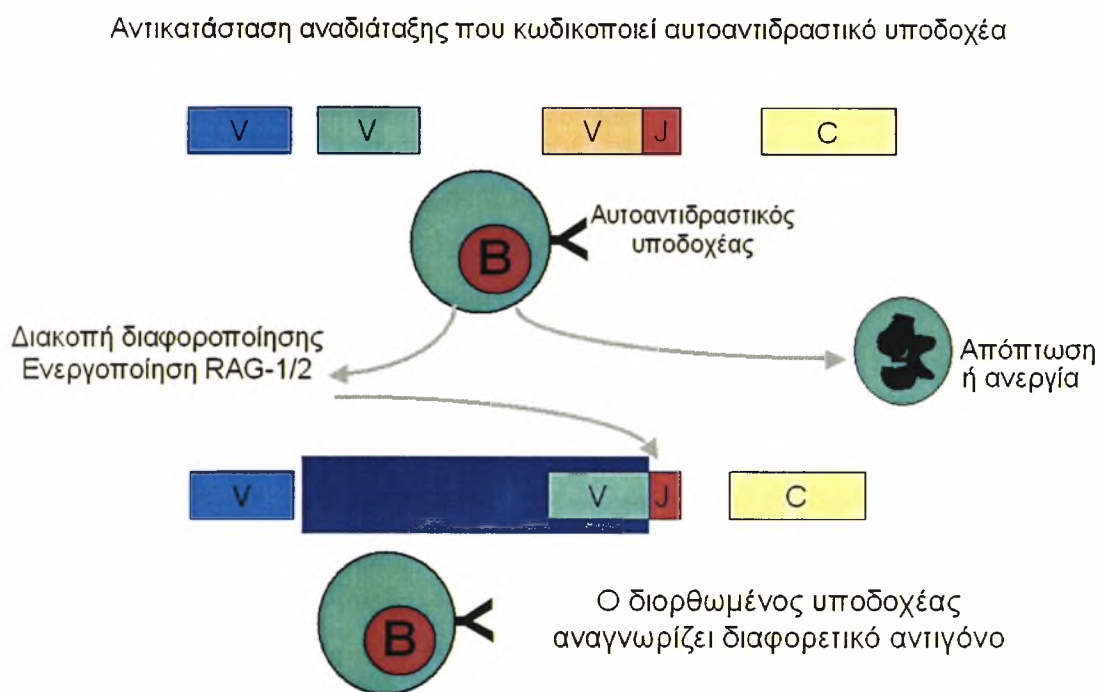 Αντικατάσταση αναδιάταξης που κωδικοποιεί αυτοαντιδραστικό υποδοχέα
V V V J C
B
Αυτοαντιδραστικός
υποδοχέας
Διακοπή διαφοροποίησης
Ενεργοποίηση RAG-1/2
Απόπτωση
ή ανεργία
V V J C
B
Ο διορθωμένος υποδοχέας
αναγνωρίζει διαφορετικό αντιγόνο